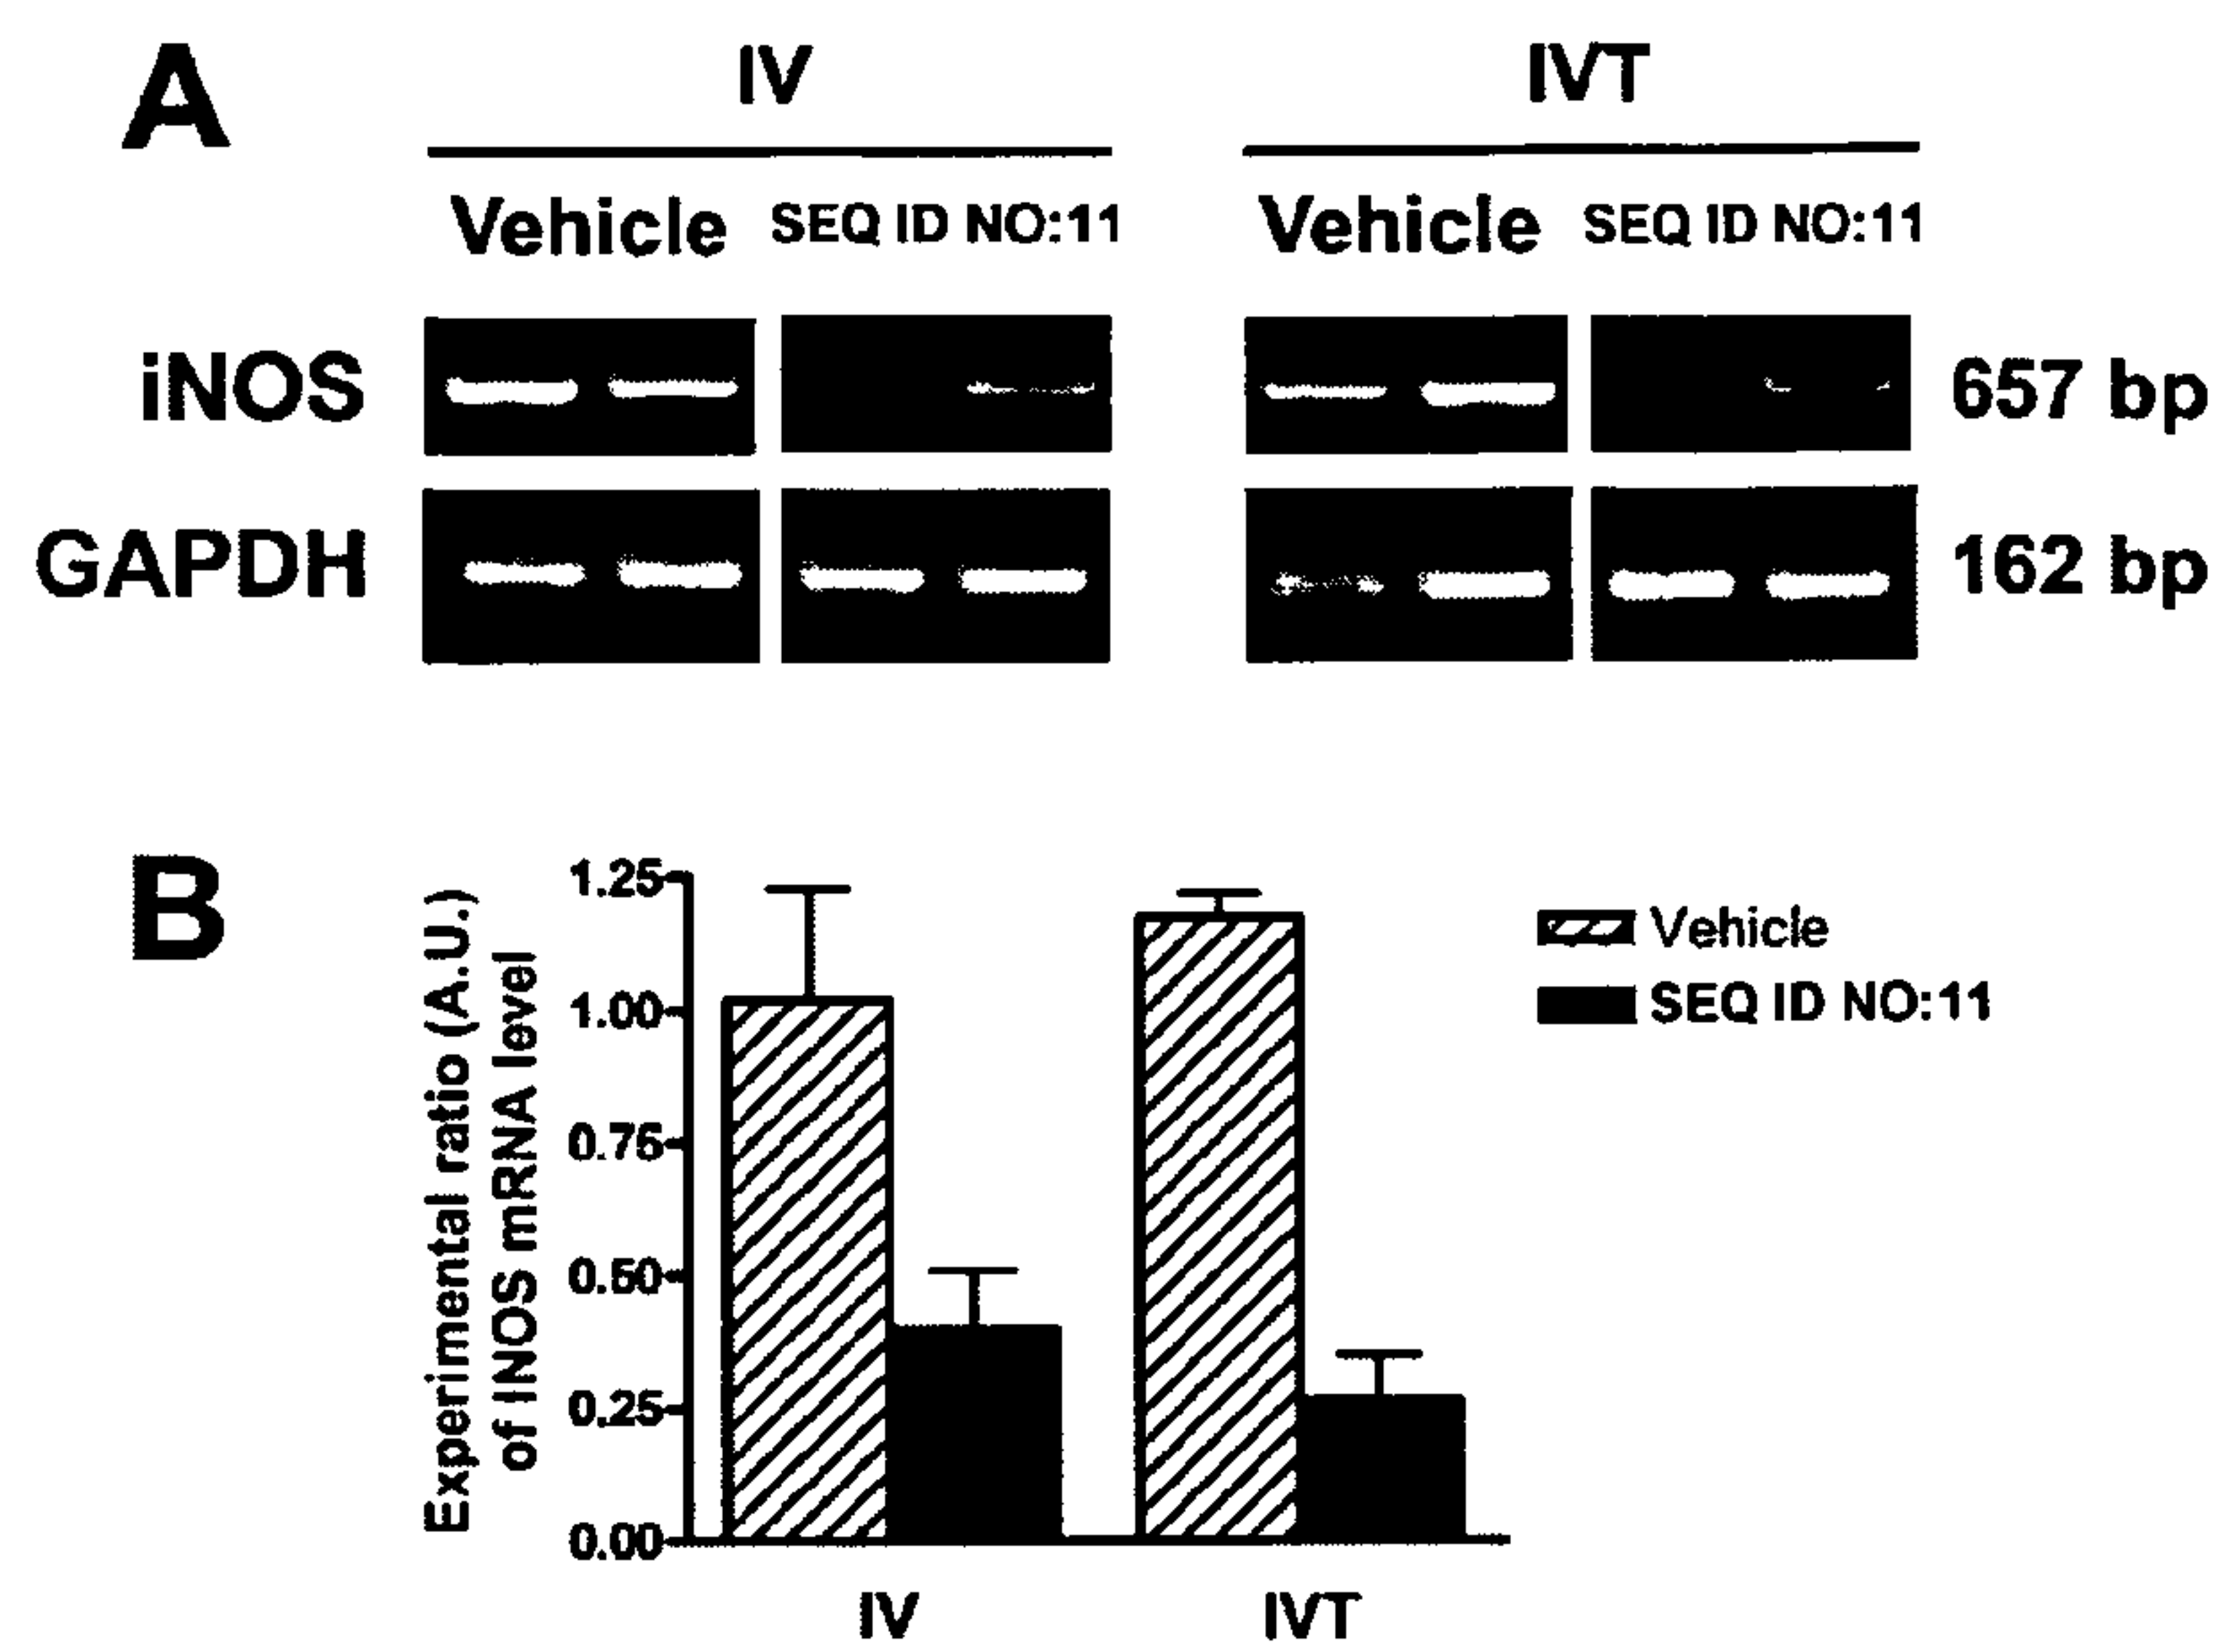 A
IV
IVT
Vehicle
SEQ ID NO:11
Vehicle
SEQ ID NO:11
iNOS
657 bp
GAPDH
162 bp
B
Experimental ratio (A.U.)
of iNOS mRNA level
1.25
1.00
0.75
0.50
0.25
0.00
Vehicle
SEQ ID NO:11
IV
IVT